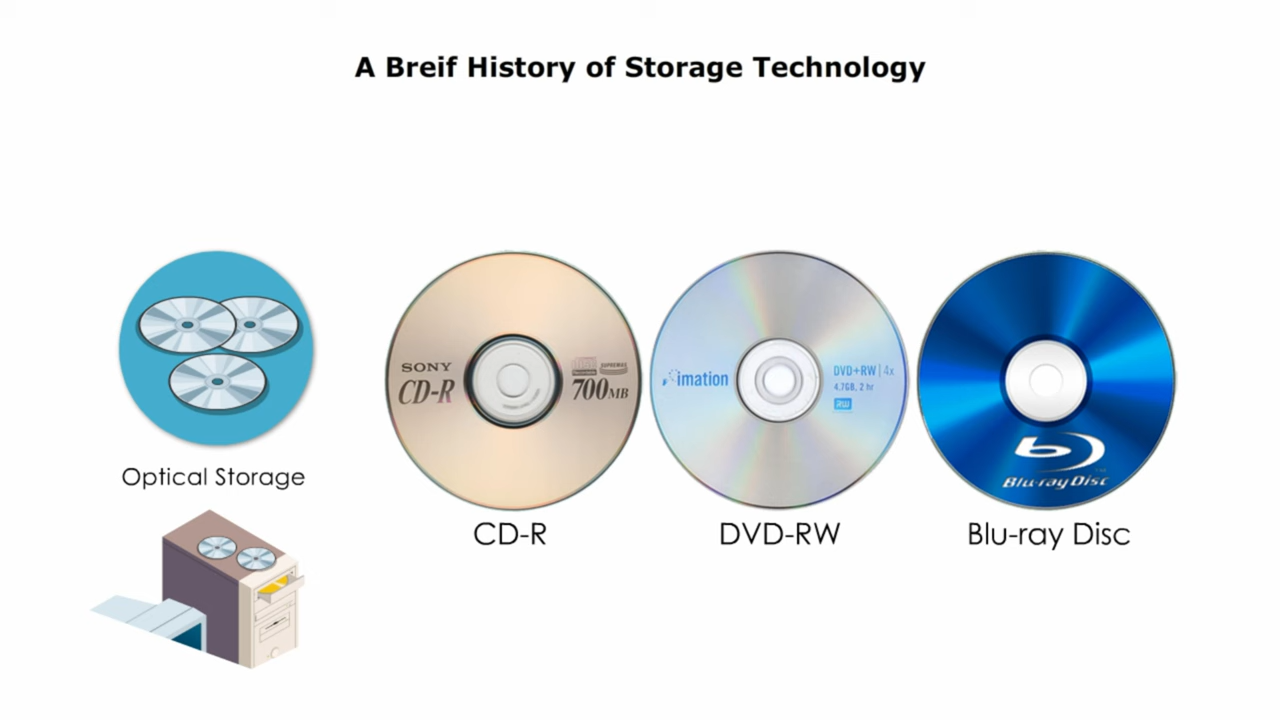 A Breif History of Storage Technology
SONY
CD-R
700MB
imation
DVD+RW | 4x
4.7GB, 2 hr
RW
Blu-ray Disc
Optical Storage
CD-R
DVD-RW
Blu-ray Disc